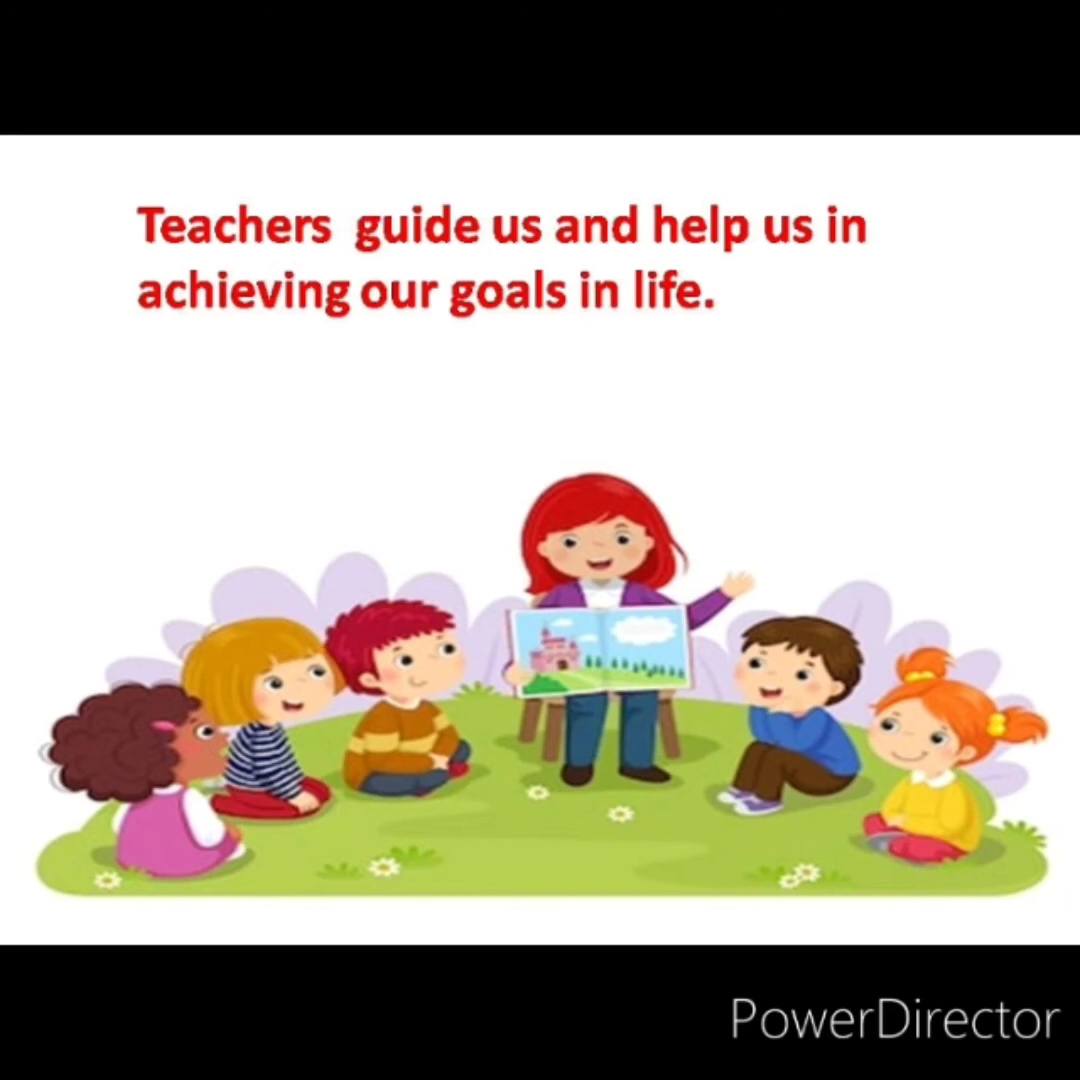 Teachers guide us and help us in
achieving our goals in life.
PowerDirector